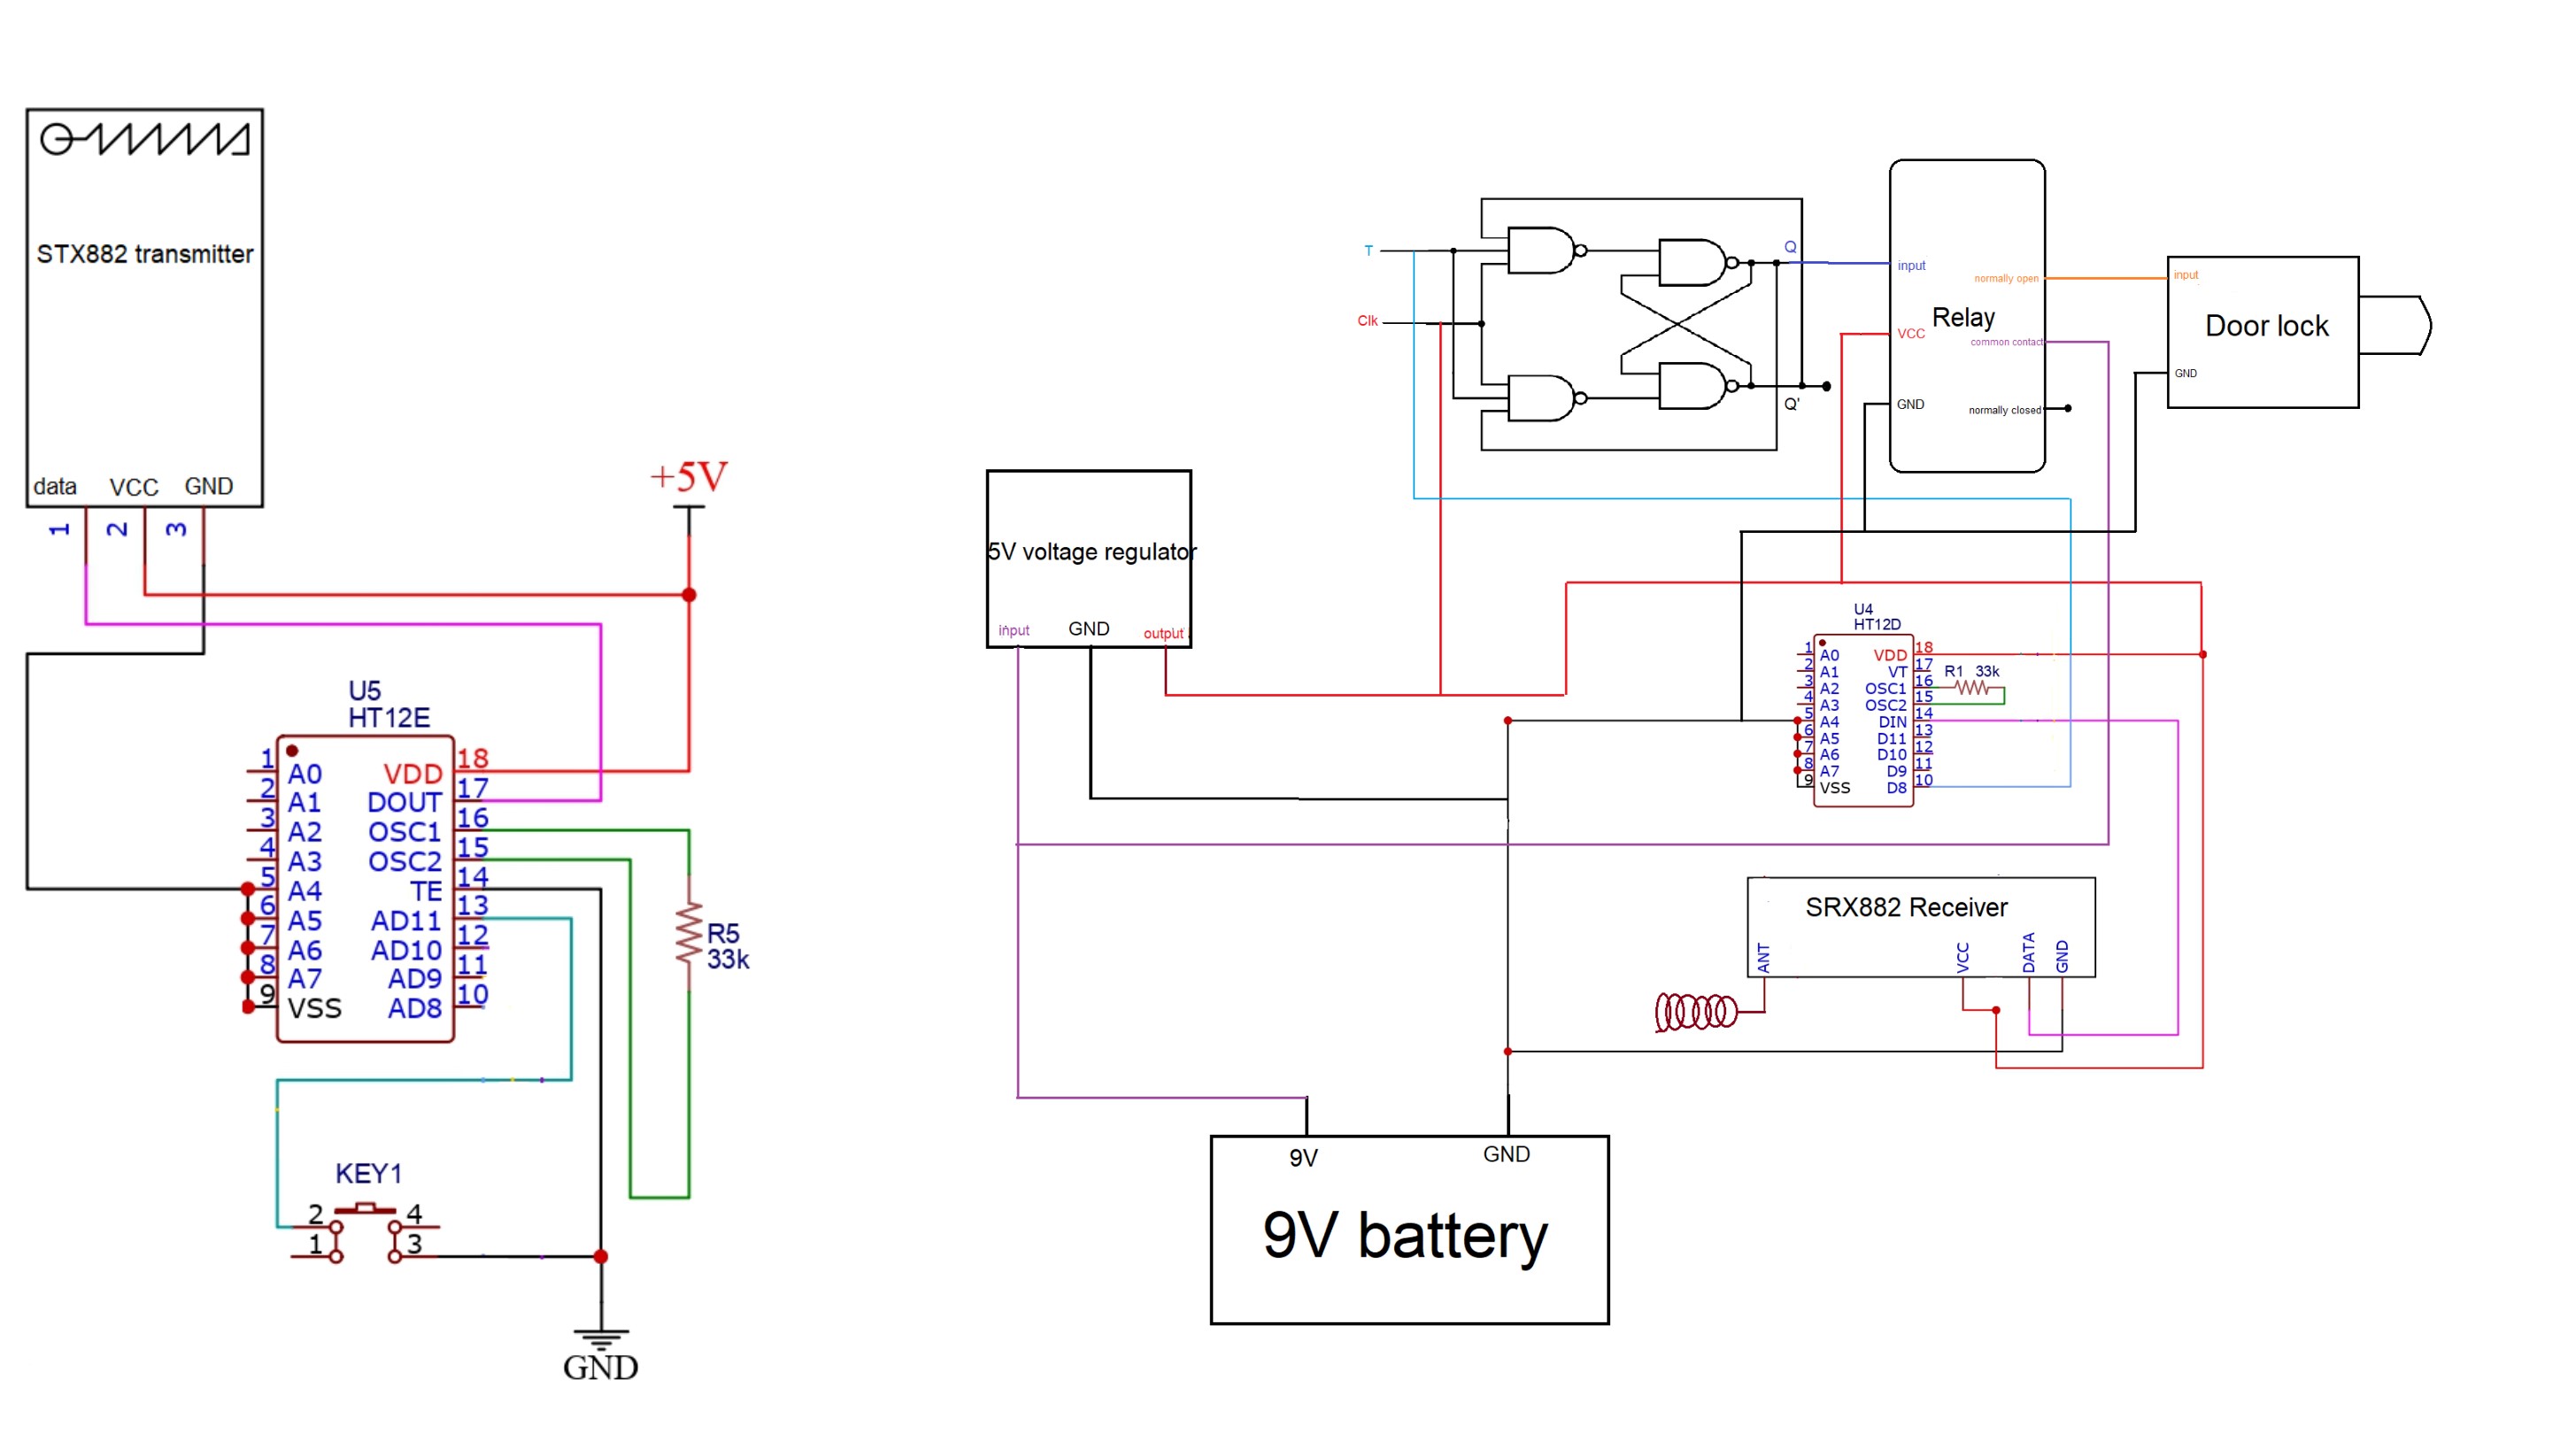 STX882 transmitter
data VCC GND
1 2 3
+5V
U5
HT12E
1 A0 VDD 18
2 A1 DOUT 17
3 A2 OSC1 16
4 A3 OSC2 15
5 A4 TE 14
6 A5 AD11 13
7 A6 AD10 12
8 A7 AD9 11
9 VSS AD8 10
R5
33k
KEY1
2 4
1 3
GND
5V voltage regulator
input GND output
T
Clk
Q
Q'
Relay
input
VCC
GND
normally open
common contact
normally closed
input
Door lock
GND
U4
HT12D
1 A0 VDD 18
2 A1 VT 17
3 A2 OSC1 16
4 A3 OSC2 15
5 A4 DIN 14
6 A5 D11 13
7 A6 D10 12
8 A7 D9 11
9 VSS D8 10
R1 33k
SRX882 Receiver
ANT VCC DATA GND
9V GND
9V battery